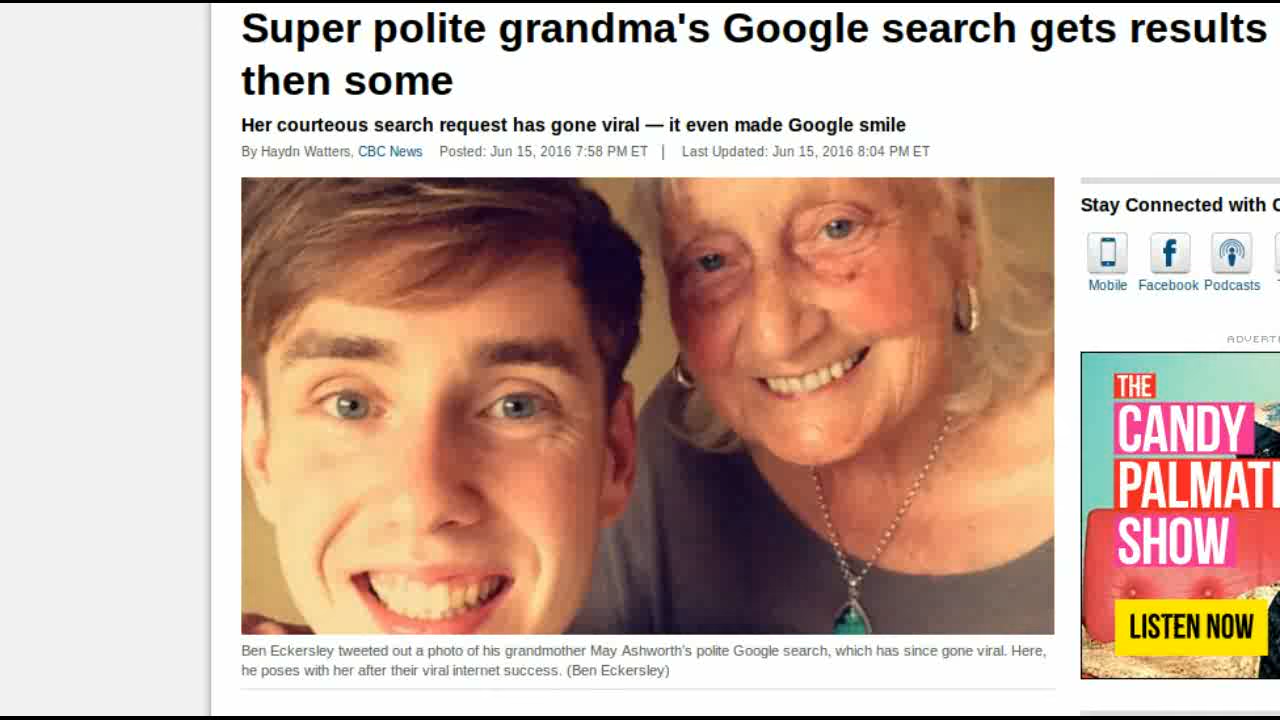 Super polite grandma's Google search gets results
then some
Her courteous search request has gone viral — it even made Google smile
By Haydn Watters, CBC News Posted: Jun 15, 2016 7:58 PM ET | Last Updated: Jun 15, 2016 8:04 PM ET
Stay Connected with
Mobile Facebook Podcasts
ADVERT
THE
CANDY
PALMAT
SHOW
LISTEN NOW
Ben Eckersley tweeted out a photo of his grandmother May Ashworth's polite Google search, which has since gone viral. Here,
he poses with her after their viral internet success. (Ben Eckersley)